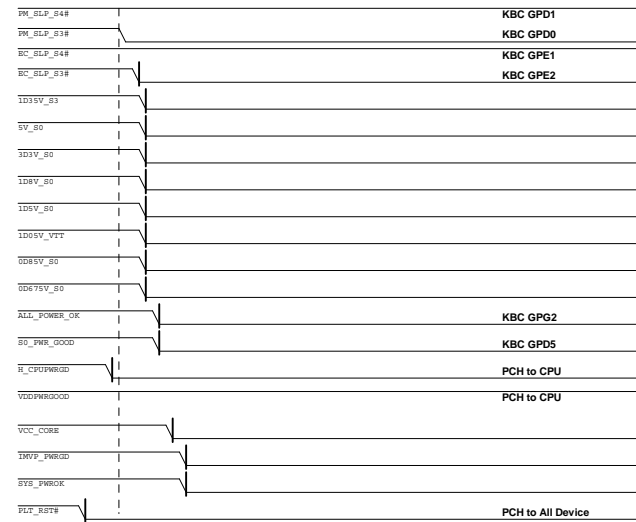 PM_SLP_S4# KBC GPD1
PM_SLP_S3# KBC GPD0
EC_SLP_S4# KBC GPE1
EC_SLP_S3# KBC GPE2
1D35V_S3
5V_S0
3D3V_S0
1D8V_S0
1D5V_S0
1D05V_VTT
0D85V_S0
0D675V_S0
ALL_POWER_OK KBC GPG2
S0_PWR_GOOD KBC GPD5
H_CPUPWRGD PCH to CPU
VDDPWRGOOD PCH to CPU
VCC_CORE
IMVP_PWRGD
SYS_PWROK
PLT_RST# PCH to All Device